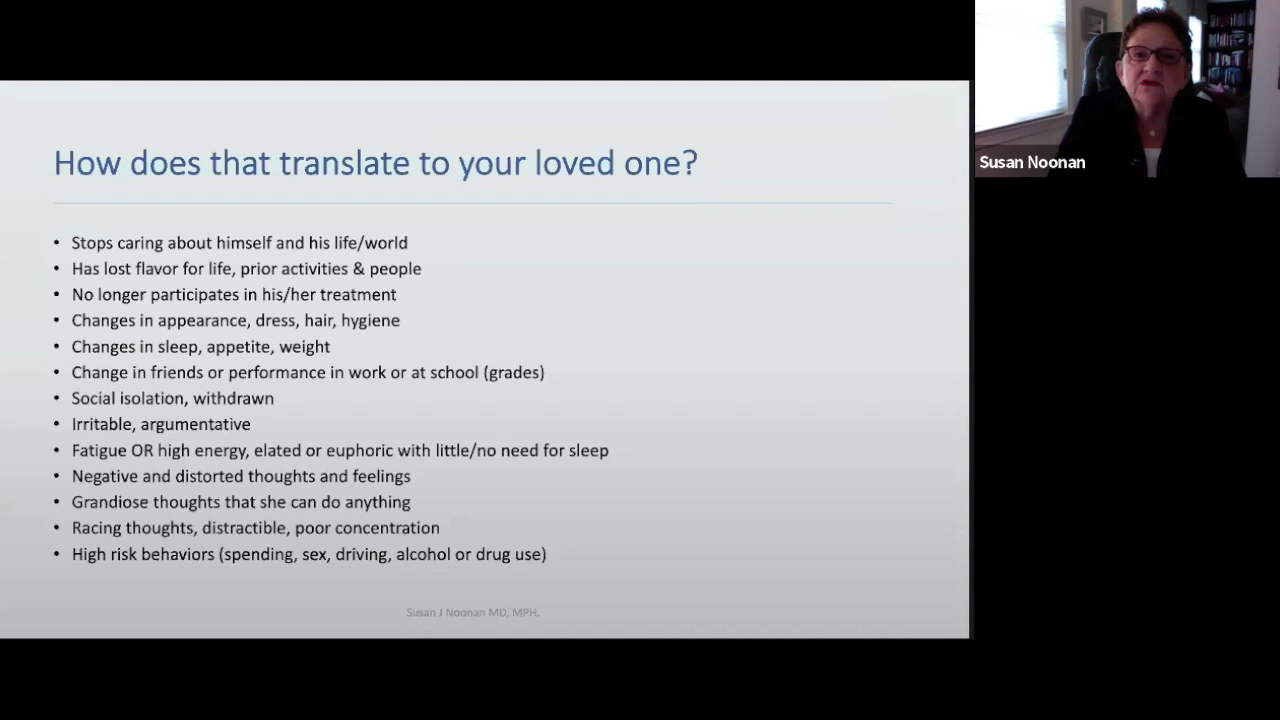 How does that translate to your loved one?
• Stops caring about himself and his life/world
• Has lost flavor for life, prior activities & people
• No longer participates in his/her treatment
• Changes in appearance, dress, hair, hygiene
• Changes in sleep, appetite, weight
• Change in friends or performance in work or at school (grades)
• Social isolation, withdrawn
• Irritable, argumentative
• Fatigue OR high energy, elated or euphoric with little/no need for sleep
• Negative and distorted thoughts and feelings
• Grandiose thoughts that she can do anything
• Racing thoughts, distractible, poor concentration
• High risk behaviors (spending, sex, driving, alcohol or drug use)
Susan J Noonan MD, MPH.
Susan Noonan